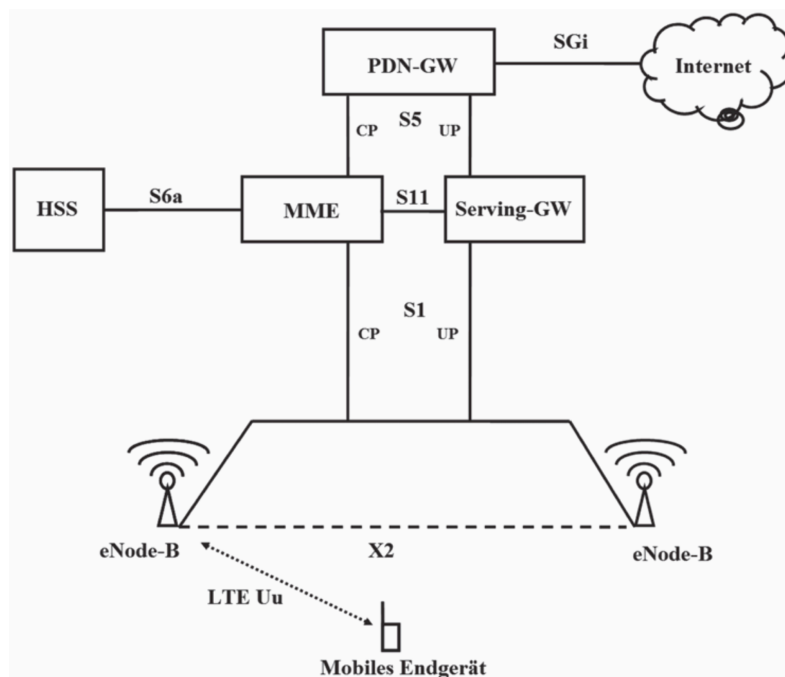 SGi
PDN-GW
Internet
CP S5 UP
HSS
S6a
MME
S11
Serving-GW
S1
CP UP
eNode-B
X2
eNode-B
LTE Uu
Mobiles Endgerät